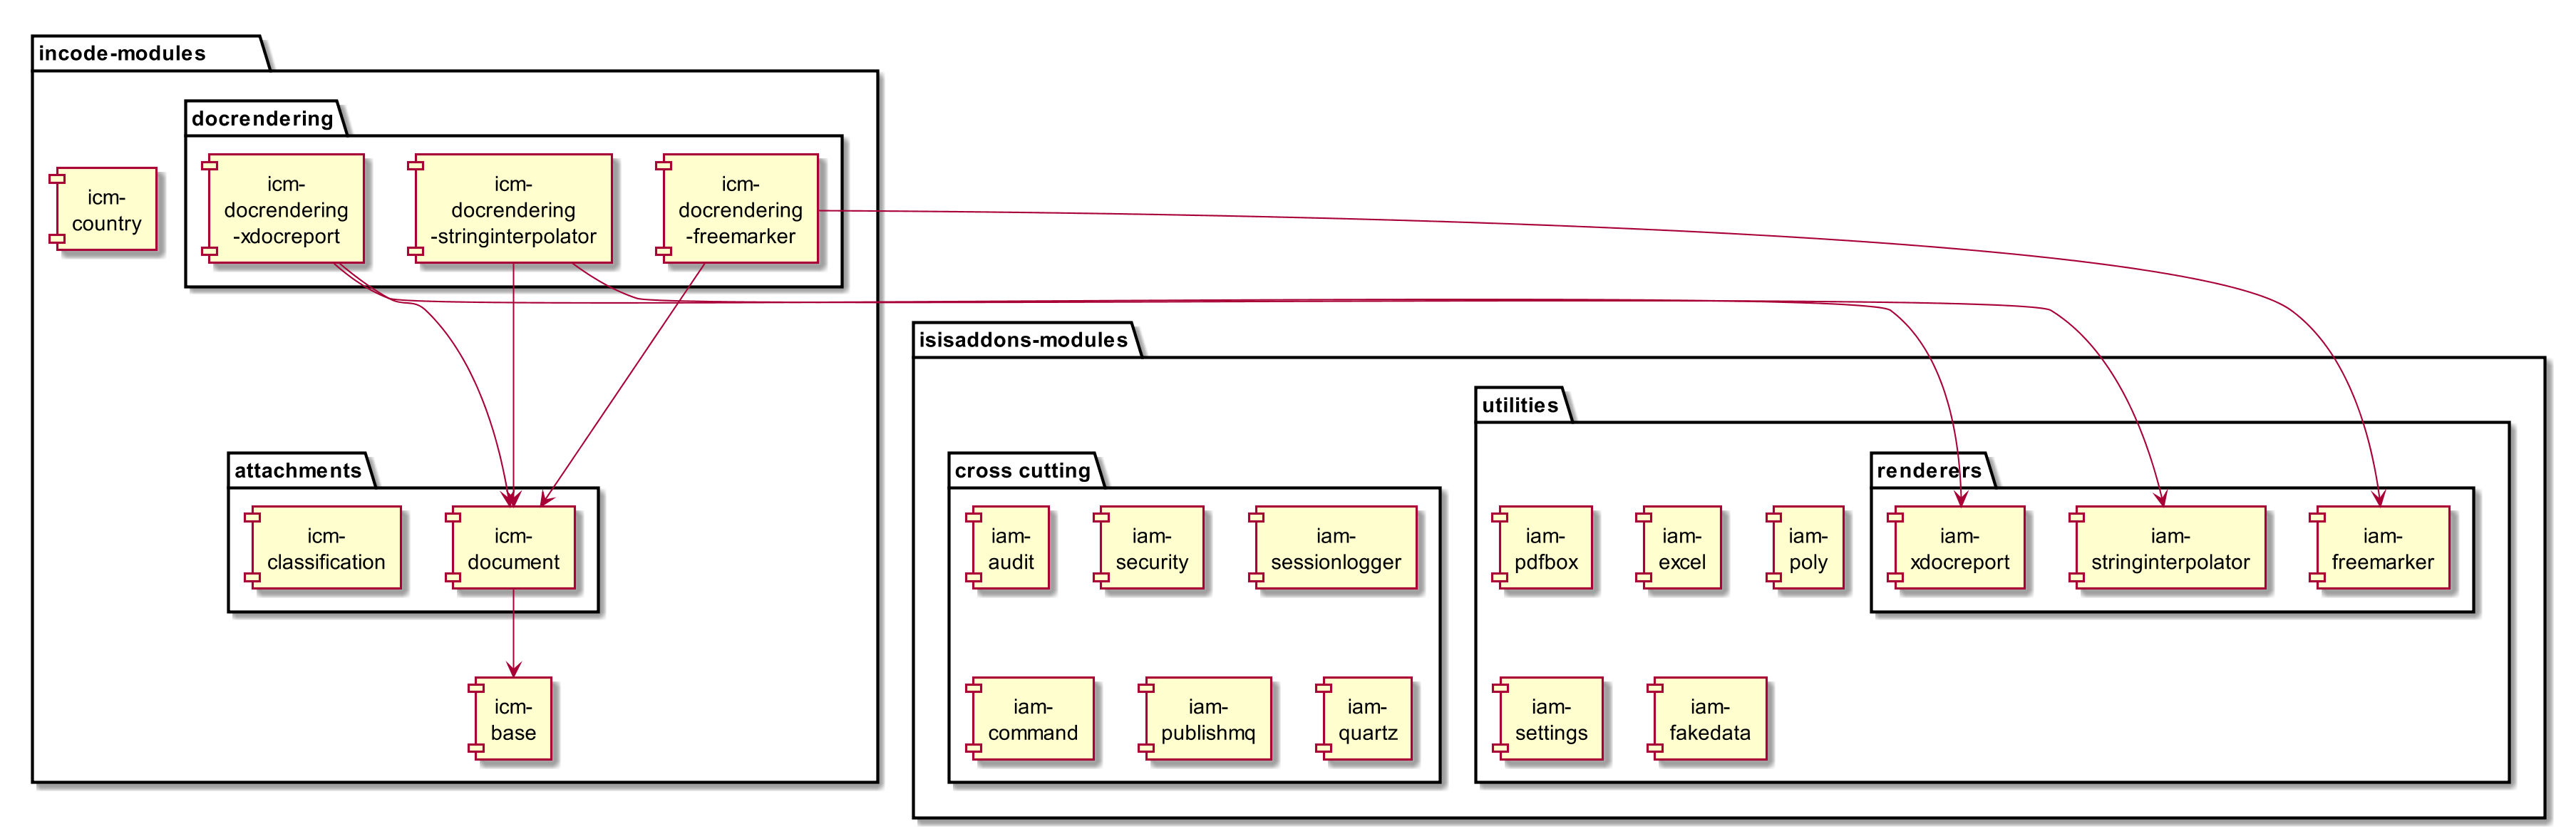 incode-modules
docrendering
icm-
country
icm-
docrendering
-xdocreport
icm-
docrendering
-stringinterpolator
icm-
docrendering
-freemarker
attachments
icm-
classification
icm-
document
icm-
base
isisaddons-modules
cross cutting
iam-
audit
iam-
security
iam-
sessionlogger
iam-
command
iam-
publishmq
iam-
quartz
utilities
iam-
pdfbox
iam-
excel
iam-
poly
renderers
iam-
xdocreport
iam-
stringinterpolator
iam-
freemarker
iam-
settings
iam-
fakedata